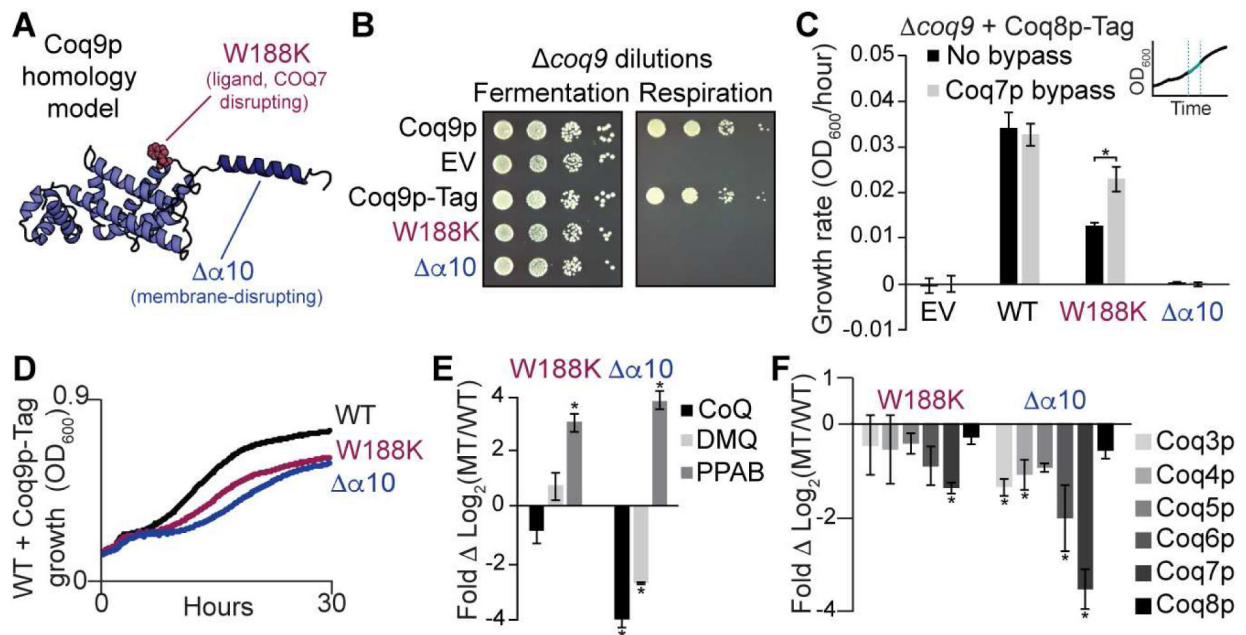 A
Coq9p
homology
model
W188K
(ligand, COQ7
disrupting)
Δα10
(membrane-disrupting)
B
Δcoq9 dilutions
Fermentation Respiration
Coq9p
EV
Coq9p-Tag
W188K
Δα10
C
Δcoq9 + Coq8p-Tag
No bypass
Coq7p bypass
OD600
Time
Growth rate (OD600/hour)
0.05
0.04
0.03
0.02
0.01
0
-0.01
*
EV
WT
W188K
Δα10
D
WT + Coq9p-Tag
growth (OD600)
0.9
90
WT
W188K
Δα10
0
Hours
30
E
W188K Δα10
Fold Δ Log2(MT/WT)
4
2
0
-2
-4
* * * *
CoQ
DMQ
PPAB
F
W188K
Δα10
Fold Δ Log2(MT/WT)
1
0
-2
-4
* * * * *
Coq3p
Coq4p
Coq5p
Coq6p
Coq7p
Coq8p